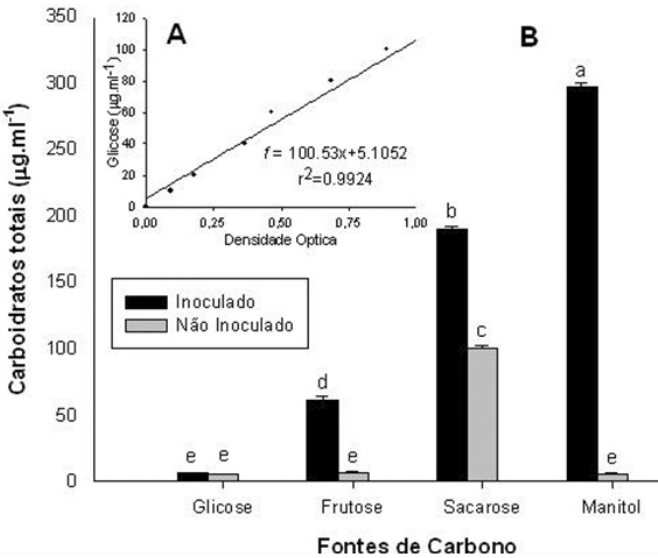 A
B
Carboidratos totais (µg.ml-1)
350
300
250
200
150
100
50
0
Glicose (µg.ml-1)
120
100
80
60
40
20
0
f = 100.53x+5.1052
r2=0.9924
0,00 0,25 0,50 0,75 1,00
Densidade Optica
Inoculado
Não Inoculado
e e d e b c a e
Glicose Frutose Sacarose Manitol
Fontes de Carbono